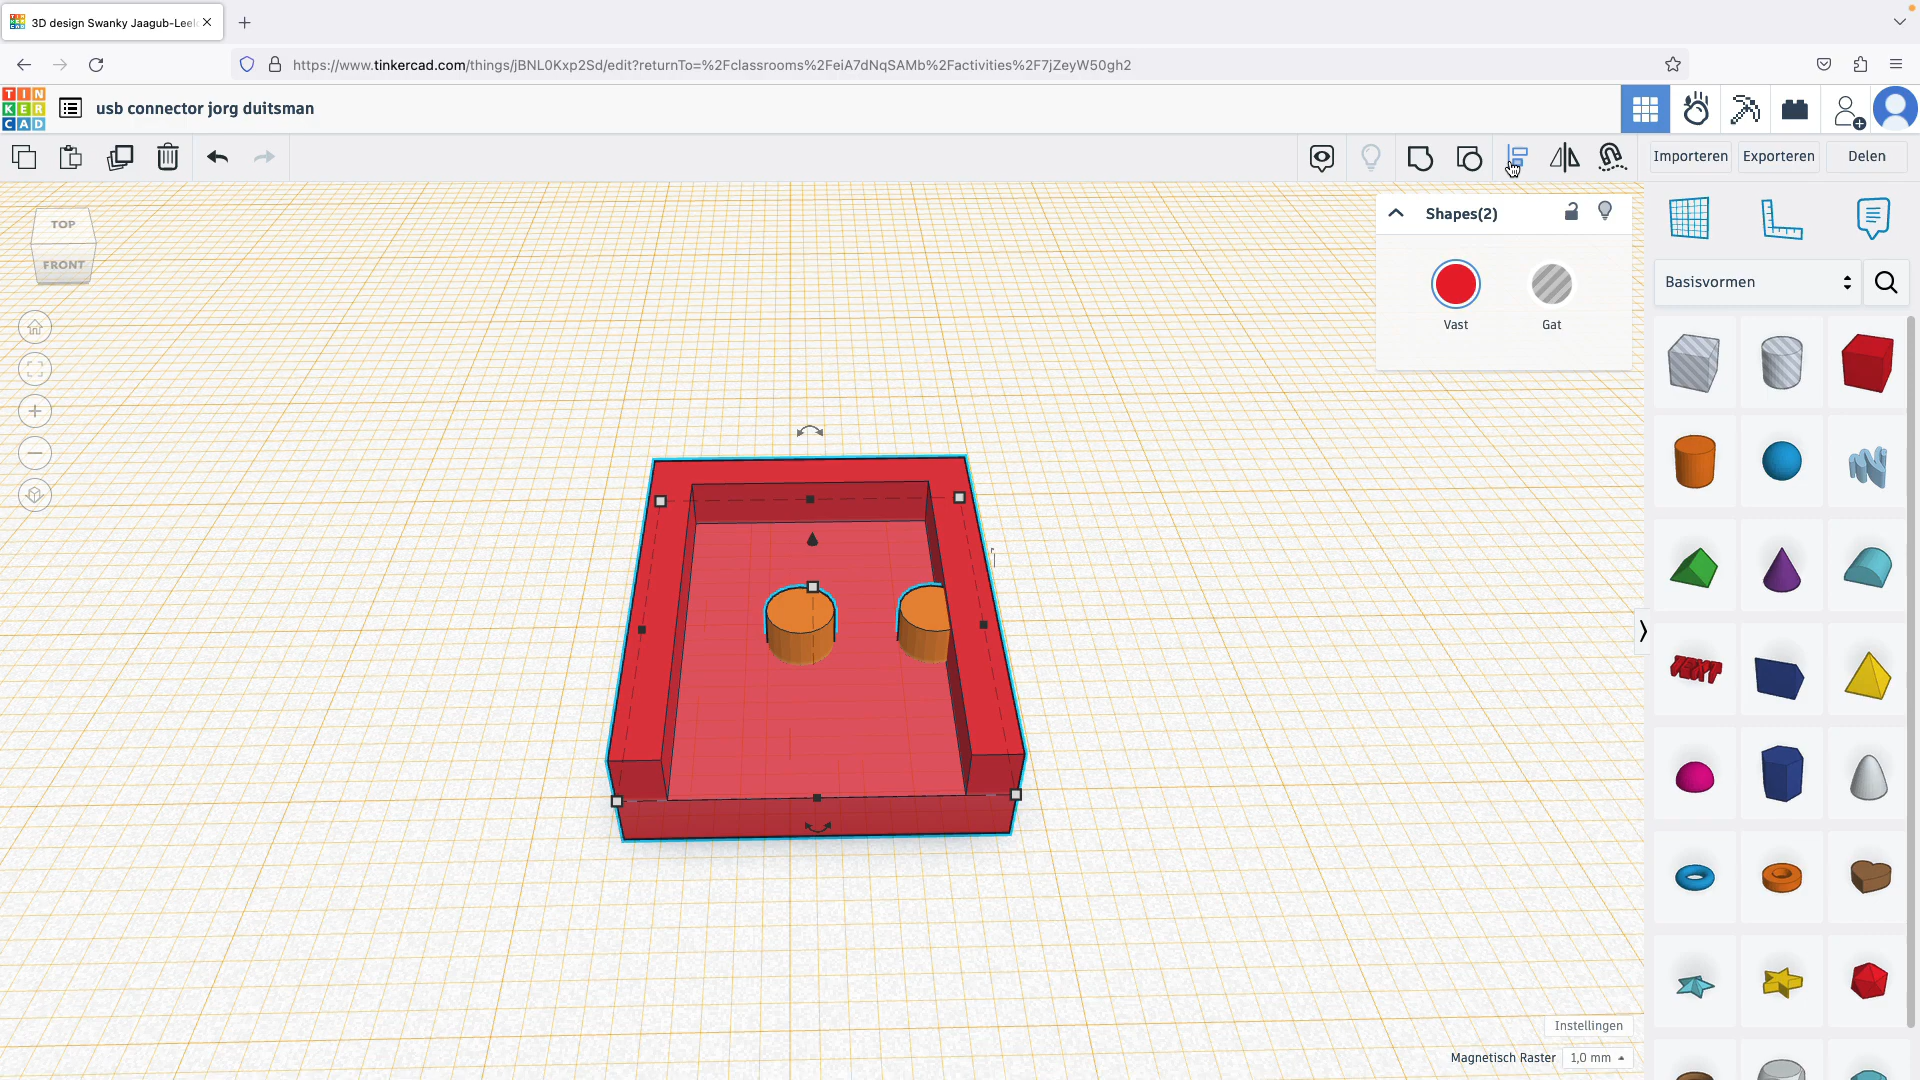 3D design Swanky Jaagub-Leel
https://www.tinkercad.com/things/jBNL0Kxp2Sd/edit?returnTo=%2Fclassrooms%2FeiA7dNqSAMb%2Factivities%2F7jZeyW50gh2
TIN
KER
CAD
usb connector jorg duitsman
Importeren
Exporteren
Delen
TOP
FRONT
Shapes(2)
Vast
Gat
Basisvormen
TEXT
Instellingen
Magnetisch Raster
1,0 mm